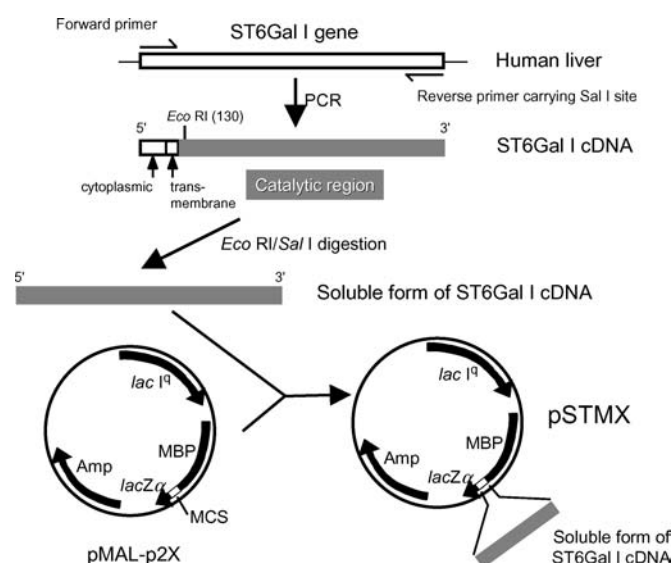 Forward primer
ST6Gal I gene
Human liver
PCR
Reverse primer carrying Sal I site
5'
Eco RI (130)
3'
ST6Gal I cDNA
cytoplasmic
trans-
membrane
Catalytic region
Eco RI/Sal I digestion
5'
3'
Soluble form of ST6Gal I cDNA
lac Iq
MBP
Amp
lacZα
MCS
pMAL-p2X
lac Iq
pSTMX
MBP
Amp
lacZα
Soluble form of
ST6Gal I cDNA